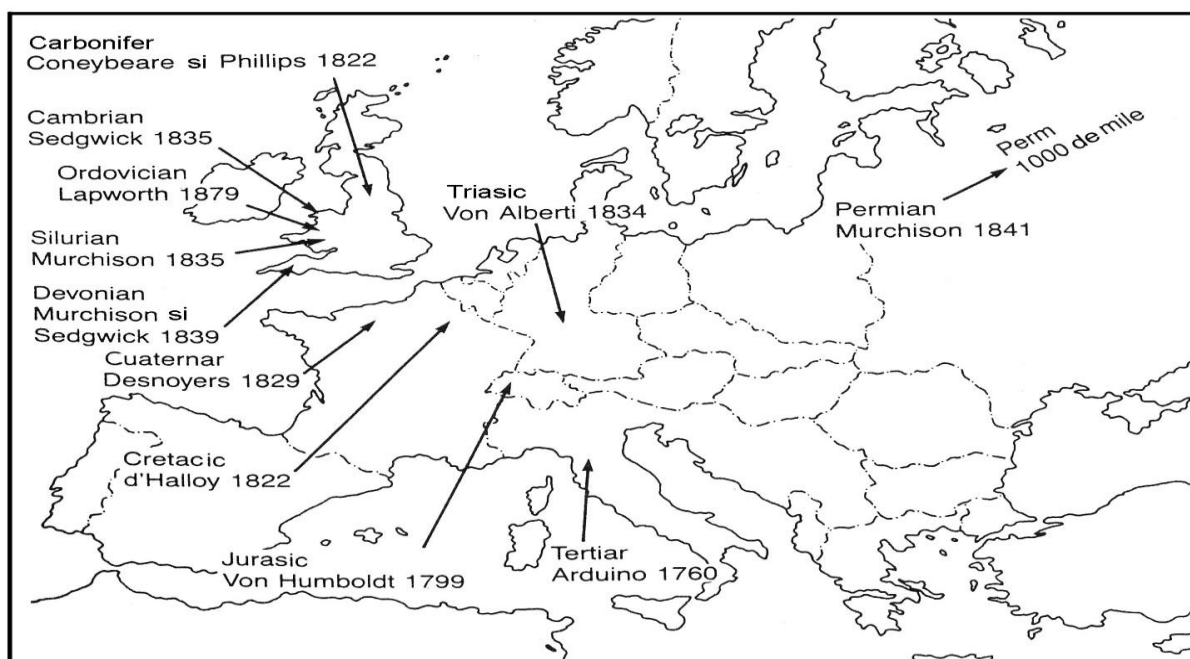 Carbonifer
Coneybeare si Phillips 1822
Cambrian
Sedgwick 1835
Ordovician
Lapworth 1879
Silurian
Murchison 1835
Devonian
Murchison si
Sedgwick 1839
Cuaternar
Desnoyers 1829
Cretacic
d'Halloy 1822
Jurasic
Von Humboldt 1799
Tertiar
Arduino 1760
Triasic
Von Alberti 1834
Permian
Murchison 1841
Perm
1000 de mile